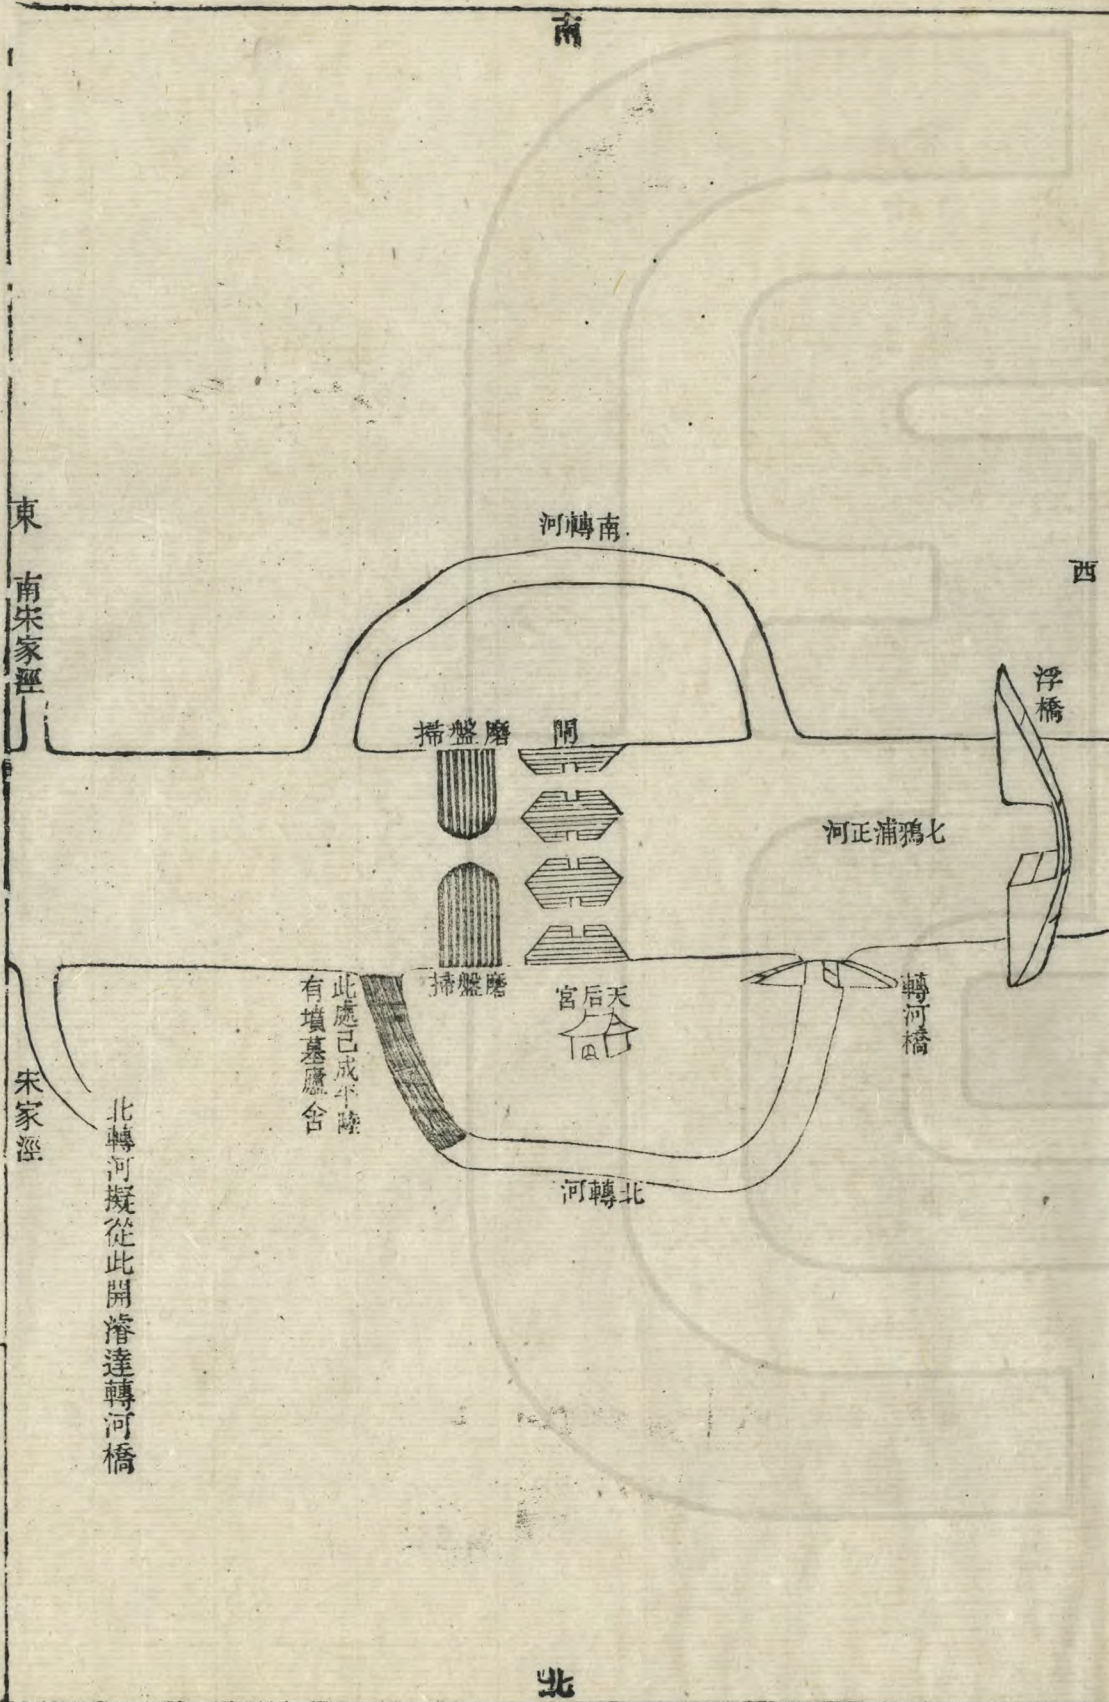 南
西
浮橋
南轉河
東
南宋家涇
閘
磨盤掃
七鴉浦正河
轉河橋
天后宮
磨盤掃
此處已成平陸
有墳墓廬舍
北轉河
北轉河擬從此開濬達轉河橋
宋家涇
北